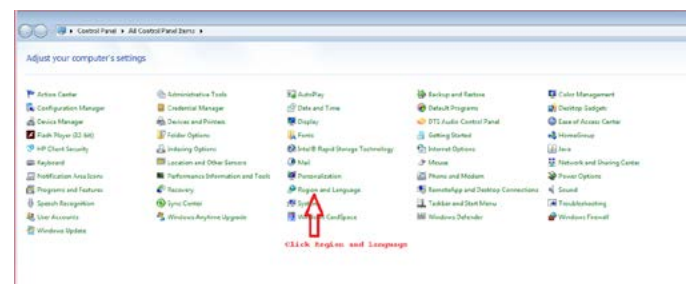 Control Panel ▸ All Control Panel Items ▸
Adjust your computer's settings
Action Center Administrative Tools AutoPlay Backup and Restore Color Management
Configuration Manager Credential Manager Date and Time Default Programs Desktop Gadgets
Device Manager Devices and Printers Display DTS Audio Control Panel Ease of Access Center
Flash Player (32-bit) Folder Options Fonts Getting Started HomeGroup
HP Client Security Indexing Options Intel® Rapid Storage Technology Internet Options Java
Keyboard Location and Other Sensors Mail Mouse Network and Sharing Center
Notification Area Icons Performance Information and Tools Personalization Phone and Modem Power Options
Programs and Features Recovery Region and Language RemoteApp and Desktop Connections Sound
Speech Recognition Sync Center System Taskbar and Start Menu Troubleshooting
User Accounts Windows Anytime Upgrade Windows CardSpace Windows Defender Windows Firewall
Windows Update
Click Region and Language